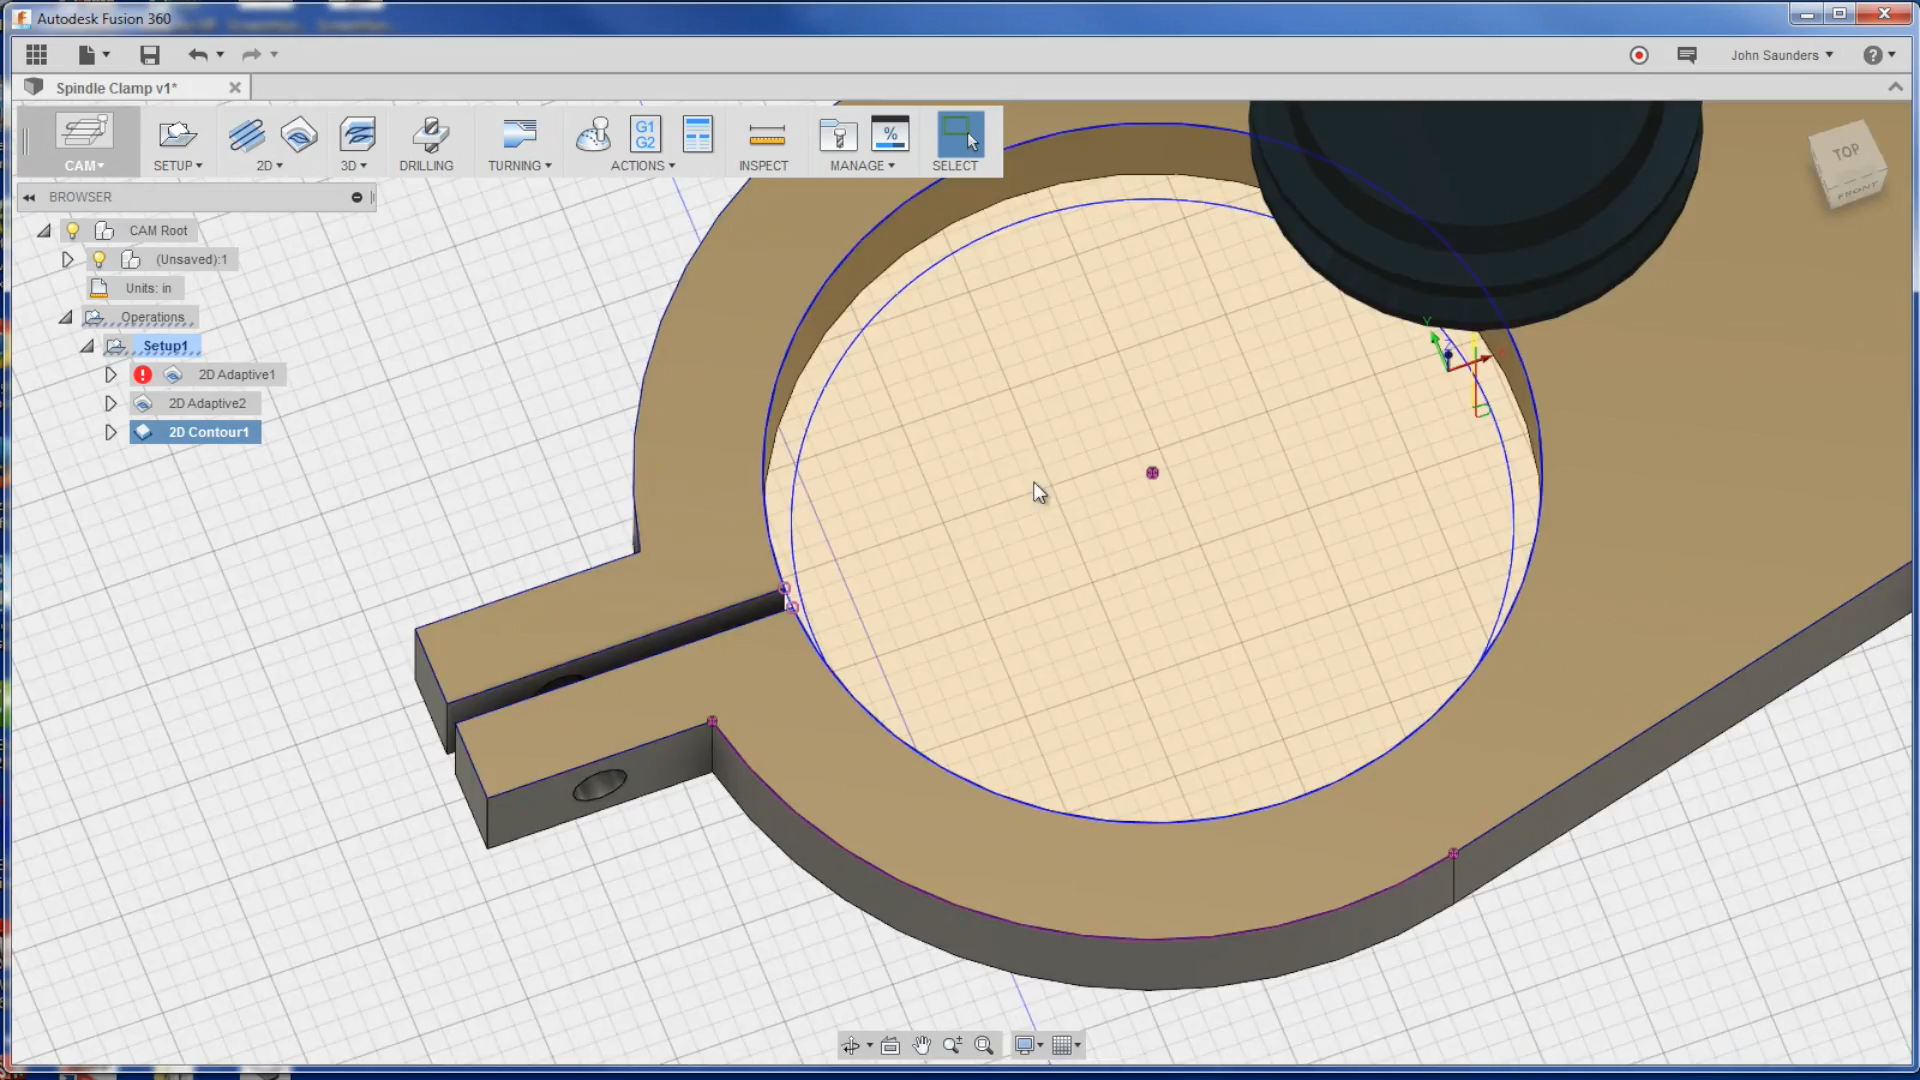 Autodesk Fusion 360
John Saunders
Spindle Clamp v1*
G1
G2
%
CAM
SETUP
2D
3D
DRILLING
TURNING
ACTIONS
INSPECT
MANAGE
SELECT
TOP
FRONT
BROWSER
CAM Root
(Unsaved):1
Units: in
Operations
Setup1
2D Adaptive1
2D Adaptive2
2D Contour1
Y
Z